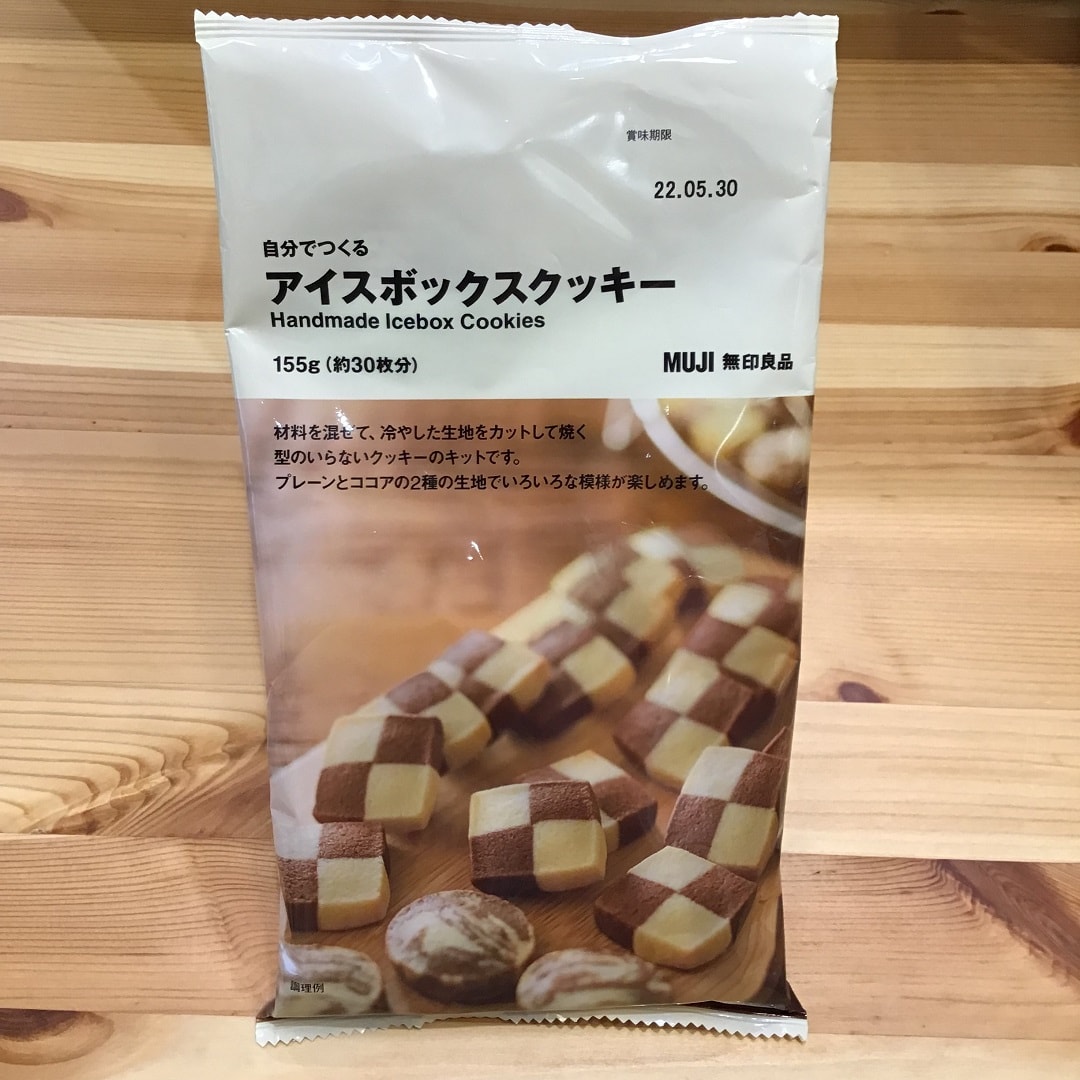 賞味期限
22.05.30
自分でつくる
アイスボックスクッキー
Handmade Icebox Cookies
155g（約30枚分）
MUJI 無印良品
材料を混ぜて、冷やした生地をカットして焼く
型のいらないクッキーのキットです。
プレーンとココアの2種の生地でいろいろな模様が楽しめます。
調理例